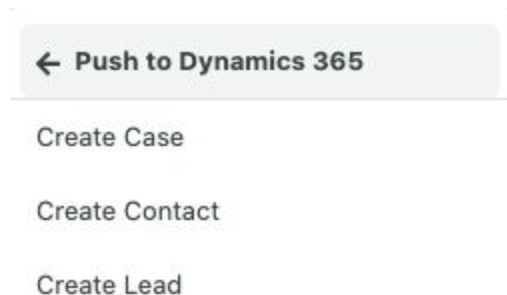 ← Push to Dynamics 365
Create Case
Create Contact
Create Lead